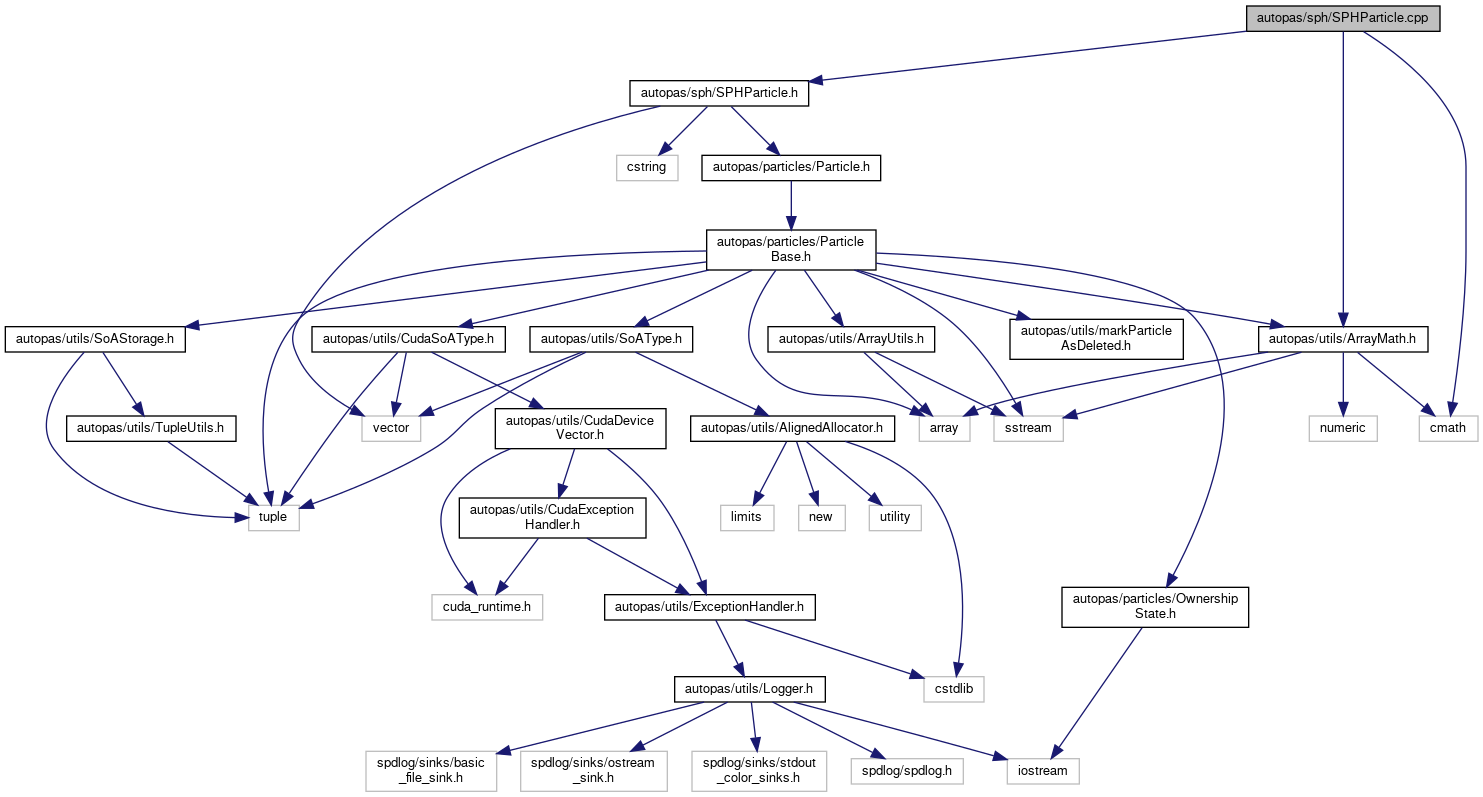 autopas/sph/SPHParticle.cpp
autopas/sph/SPHParticle.h
cstring
autopas/particles/Particle.h
autopas/particles/Particle
Base.h
autopas/utils/SoAStorage.h
autopas/utils/CudaSoAType.h
autopas/utils/SoAType.h
autopas/utils/ArrayUtils.h
autopas/utils/markParticle
AsDeleted.h
autopas/utils/ArrayMath.h
autopas/utils/TupleUtils.h
vector
autopas/utils/CudaDevice
Vector.h
autopas/utils/AlignedAllocator.h
array
sstream
numeric
cmath
tuple
autopas/utils/CudaException
Handler.h
limits
new
utility
cuda_runtime.h
autopas/utils/ExceptionHandler.h
autopas/particles/Ownership
State.h
autopas/utils/Logger.h
cstdlib
spdlog/sinks/basic
_file_sink.h
spdlog/sinks/ostream
_sink.h
spdlog/sinks/stdout
_color_sinks.h
spdlog/spdlog.h
iostream